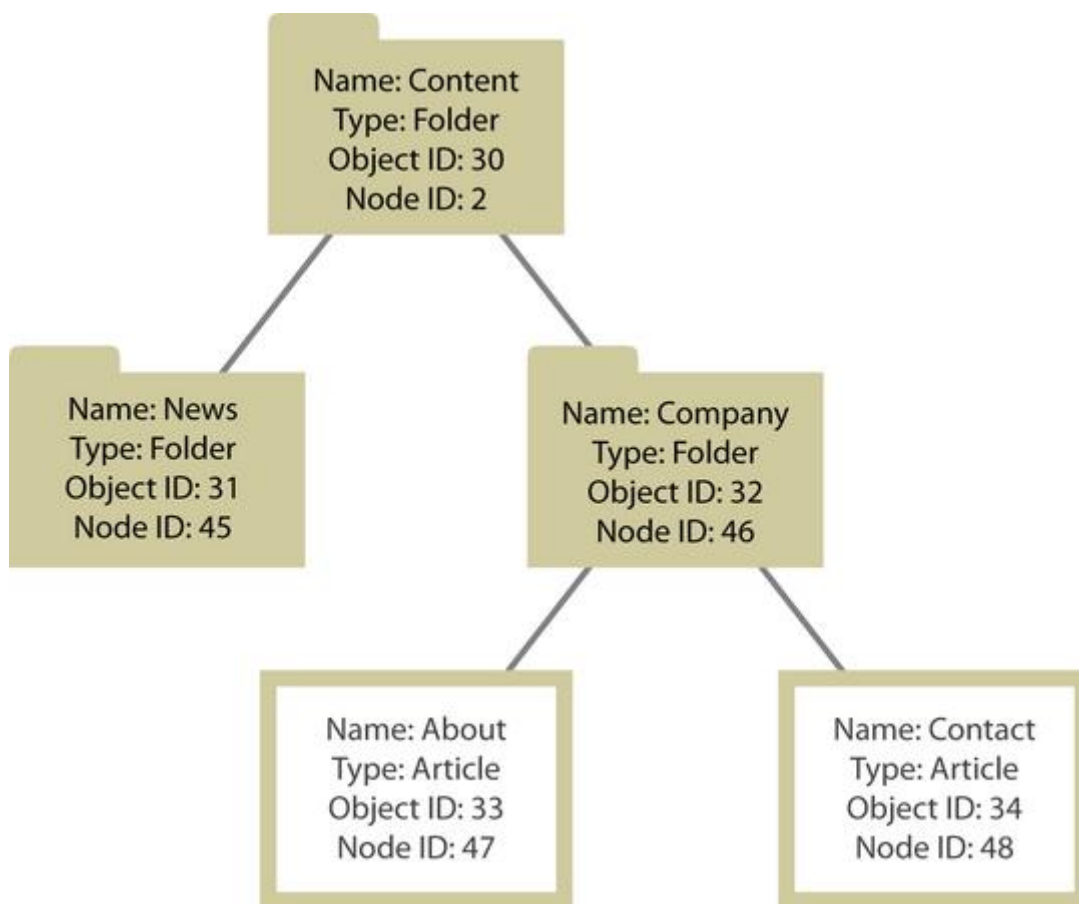 Name: Content
Type: Folder
Object ID: 30
Node ID: 2
Name: News
Type: Folder
Object ID: 31
Node ID: 45
Name: Company
Type: Folder
Object ID: 32
Node ID: 46
Name: About
Type: Article
Object ID: 33
Node ID: 47
Name: Contact
Type: Article
Object ID: 34
Node ID: 48